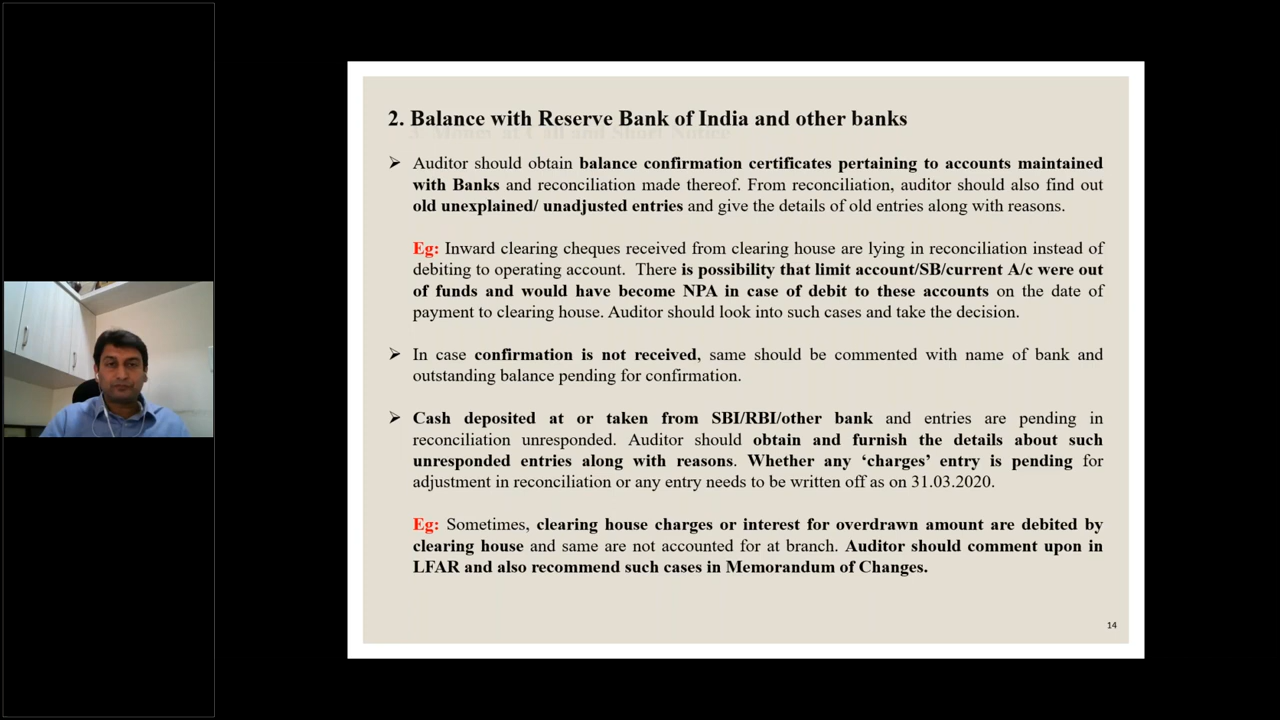 2. Balance with Reserve Bank of India and other banks
3. Money at Call and Short Notice
➢ Auditor should obtain balance confirmation certificates pertaining to accounts maintained
with Banks and reconciliation made thereof. From reconciliation, auditor should also find out
old unexplained/ unadjusted entries and give the details of old entries along with reasons.
Eg: Inward clearing cheques received from clearing house are lying in reconciliation instead of
debiting to operating account. There is possibility that limit account/SB/current A/c were out
of funds and would have become NPA in case of debit to these accounts on the date of
payment to clearing house. Auditor should look into such cases and take the decision.
➢ In case confirmation is not received, same should be commented with name of bank and
outstanding balance pending for confirmation.
➢ Cash deposited at or taken from SBI/RBI/other bank and entries are pending in
reconciliation unresponded. Auditor should obtain and furnish the details about such
unresponded entries along with reasons. Whether any ‘charges’ entry is pending for
adjustment in reconciliation or any entry needs to be written off as on 31.03.2020.
Eg: Sometimes, clearing house charges or interest for overdrawn amount are debited by
clearing house and same are not accounted for at branch. Auditor should comment upon in
LFAR and also recommend such cases in Memorandum of Changes.
14